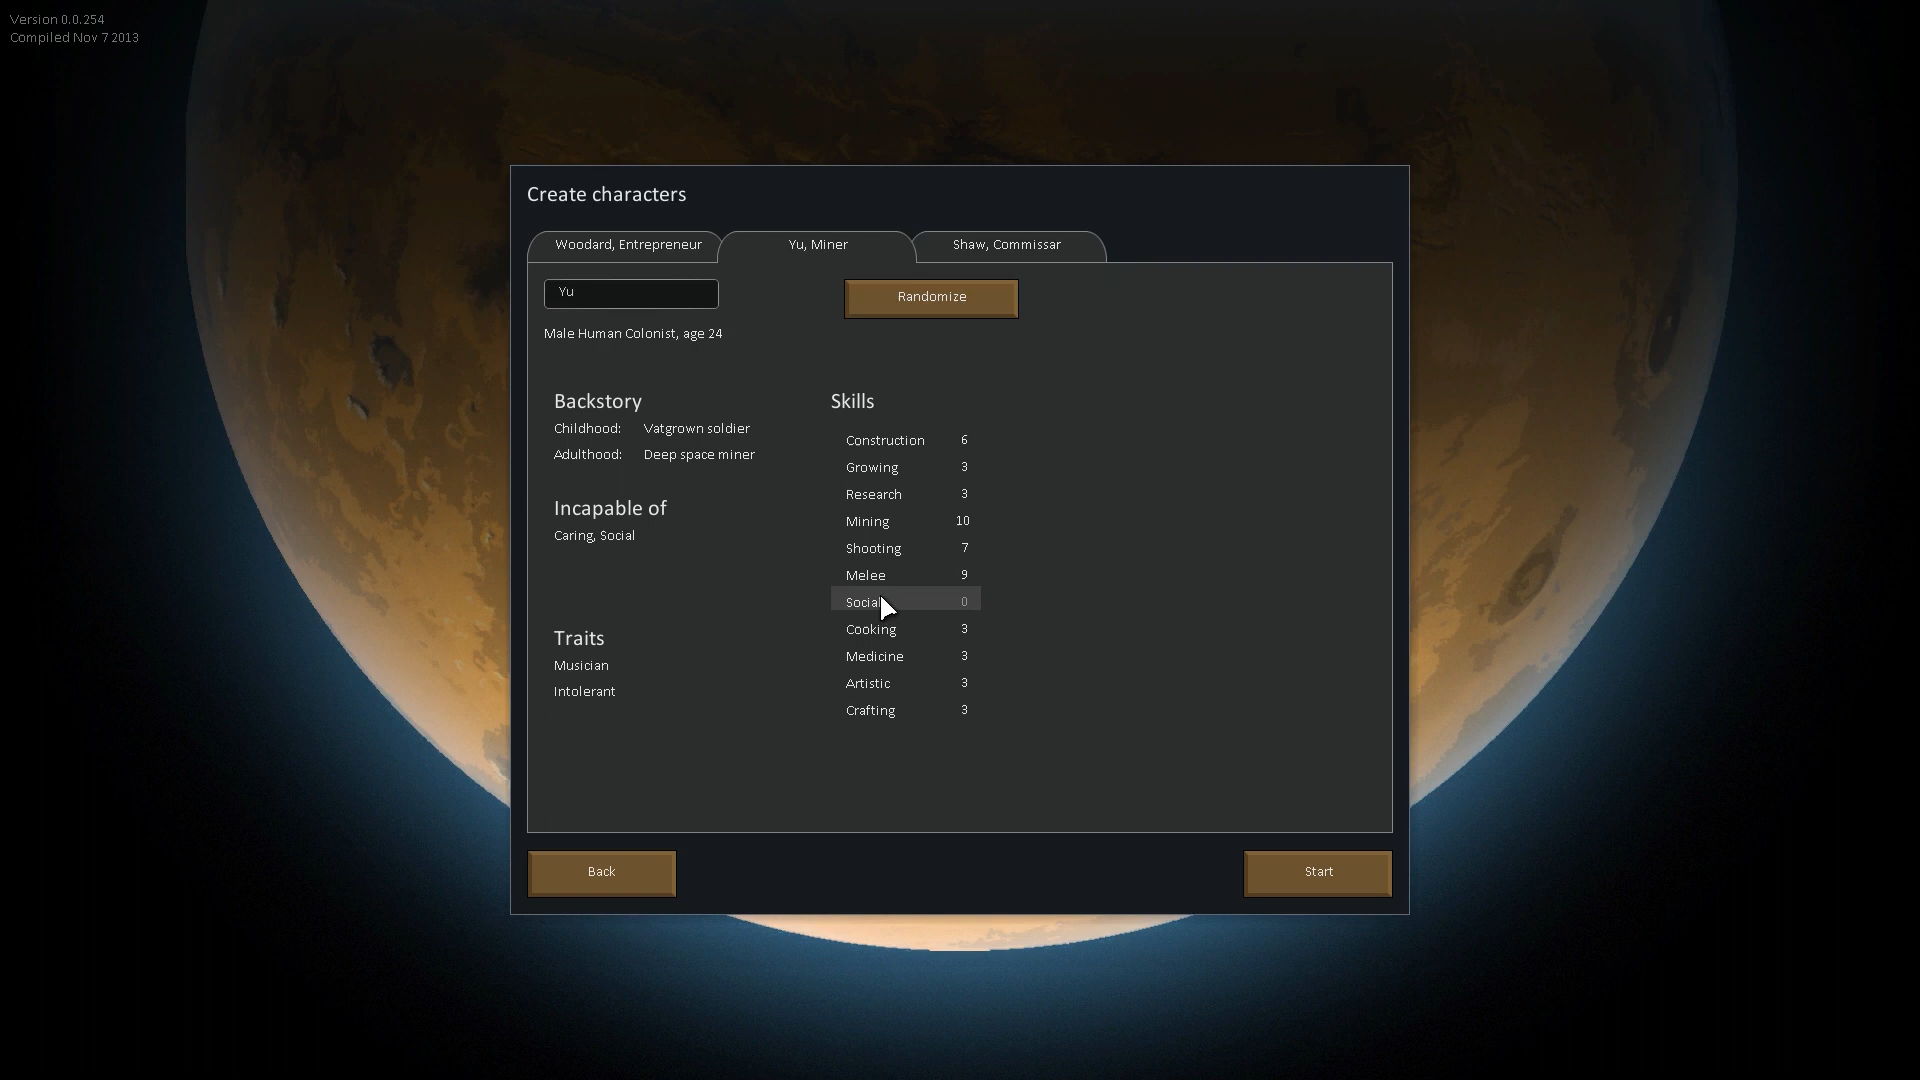 Version 0.0.254
Compiled Nov 7 2013
Create characters
Woodard, Entrepreneur
Yu, Miner
Shaw, Commissar
Yu
Randomize
Male Human Colonist, age 24
Backstory
Childhood: Vatgrown soldier
Adulthood: Deep space miner
Incapable of
Caring, Social
Traits
Musician
Intolerant
Skills
Construction 6
Growing 3
Research 3
Mining 10
Shooting 7
Melee 9
Social 0
Cooking 3
Medicine 3
Artistic 3
Crafting 3
Back
Start